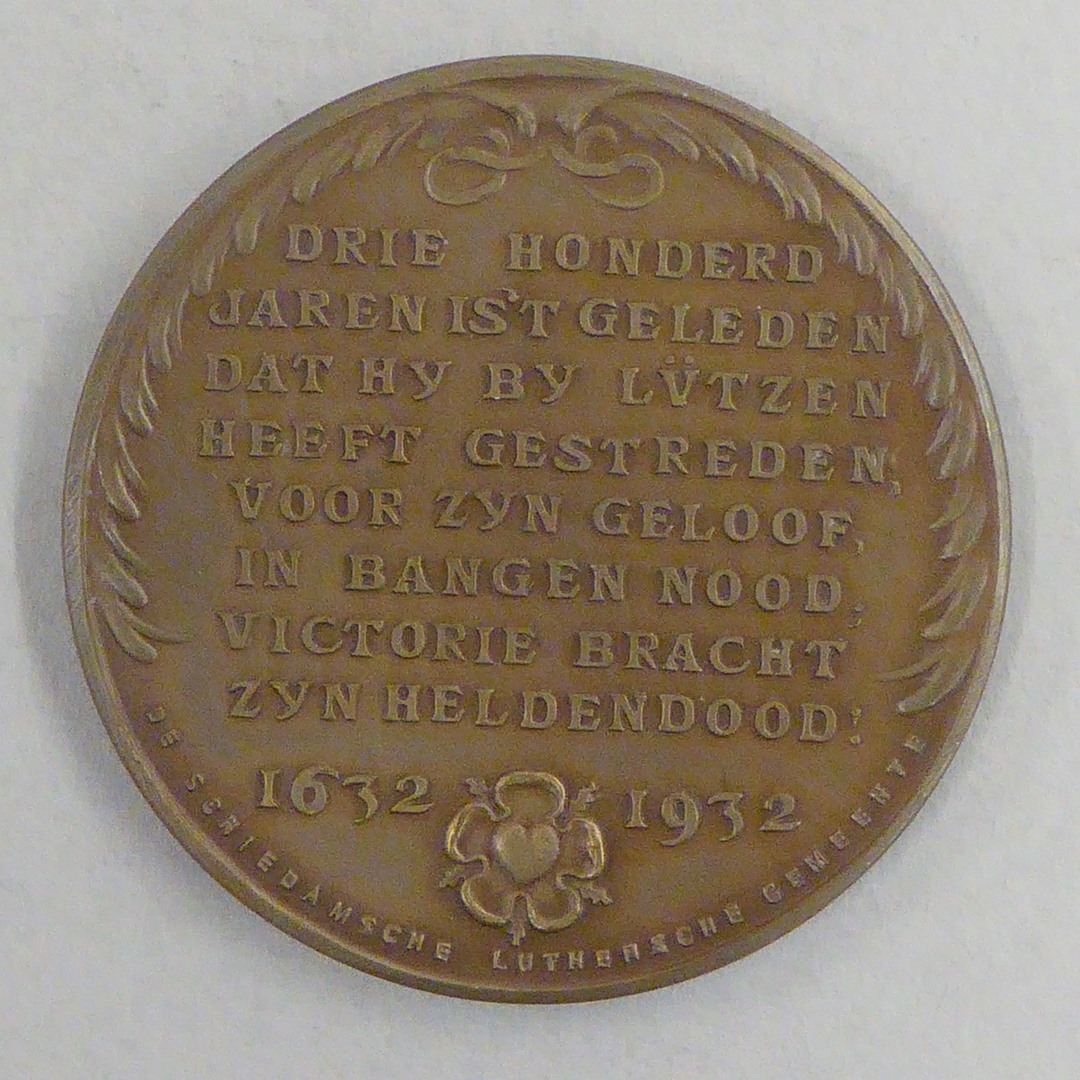 DRIE HONDERD
JAREN IS'T GELEDEN
DAT HY BY LÜTZEN
HEEFT GESTREDEN,
VOOR ZYN GELOOF,
IN BANGEN NOOD,
VICTORIE BRACHT
ZYN HELDENDOOD!
1632 1932
DE SCHIEDAMSCHE LUTHERSCHE GEMEENTE